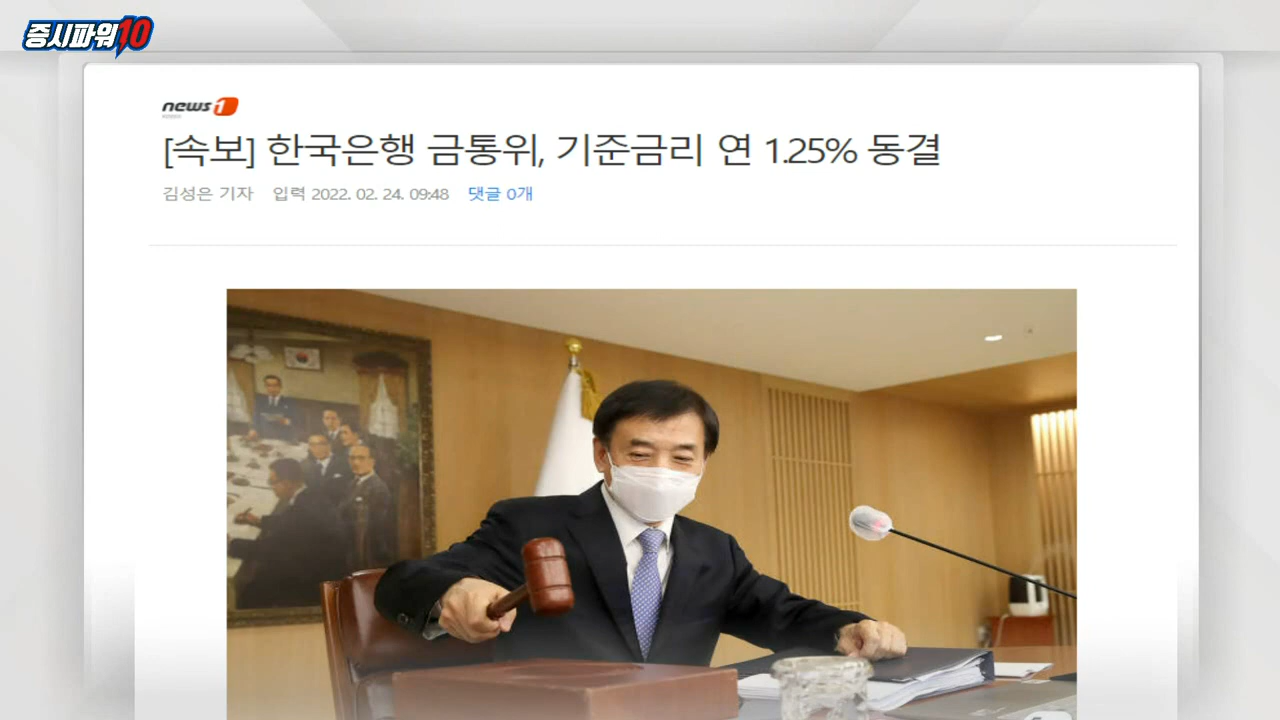 증시파워10
news1
[속보] 한국은행 금통위, 기준금리 연 1.25% 동결
김성은 기자 입력 2022. 02. 24. 09:48 댓글 0개